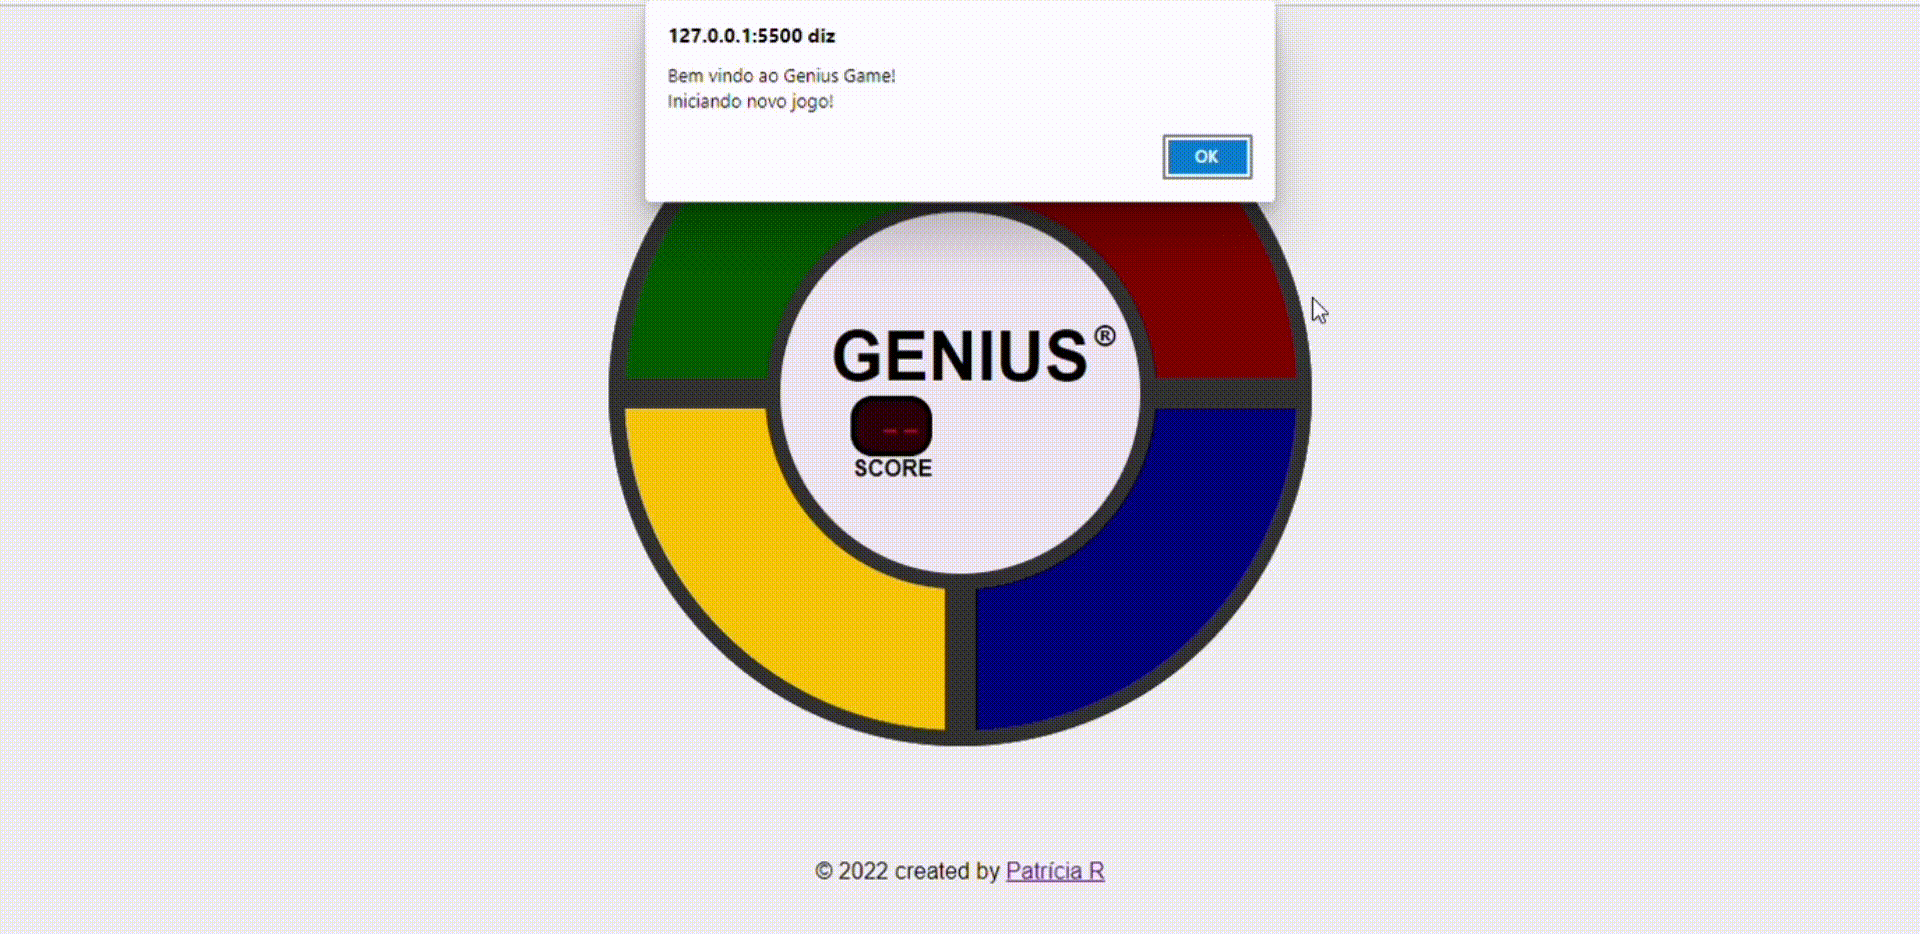 127.0.0.1:5500 diz
Bem vindo ao Genius Game!
Iniciando novo jogo!
OK
GENIUS®
--
SCORE
© 2022 created by Patrícia R